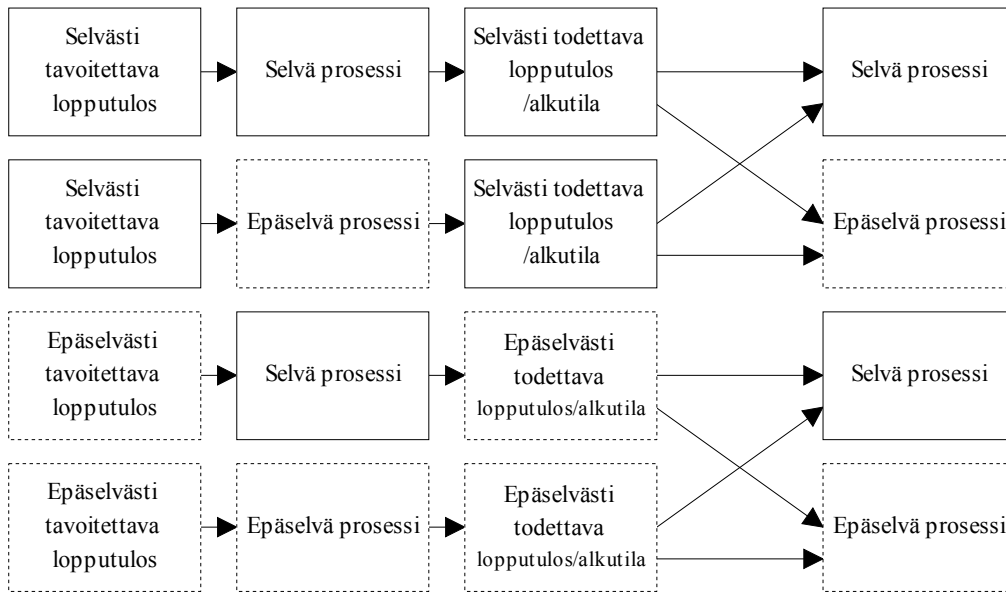 Selvästi
tavoitettava
lopputulos
Selvä prosessi
Selvästi todettava
lopputulos
/alkutila
Selvä prosessi
Selvästi
tavoitettava
lopputulos
Epäselvä prosessi
Selvästi todettava
lopputulos
/alkutila
Epäselvä prosessi
Epäselvästi
tavoitettava
lopputulos
Selvä prosessi
Epäselvästi
todettava
lopputulos/alkutila
Selvä prosessi
Epäselvästi
tavoitettava
lopputulos
Epäselvä prosessi
Epäselvästi
todettava
lopputulos/alkutila
Epäselvä prosessi